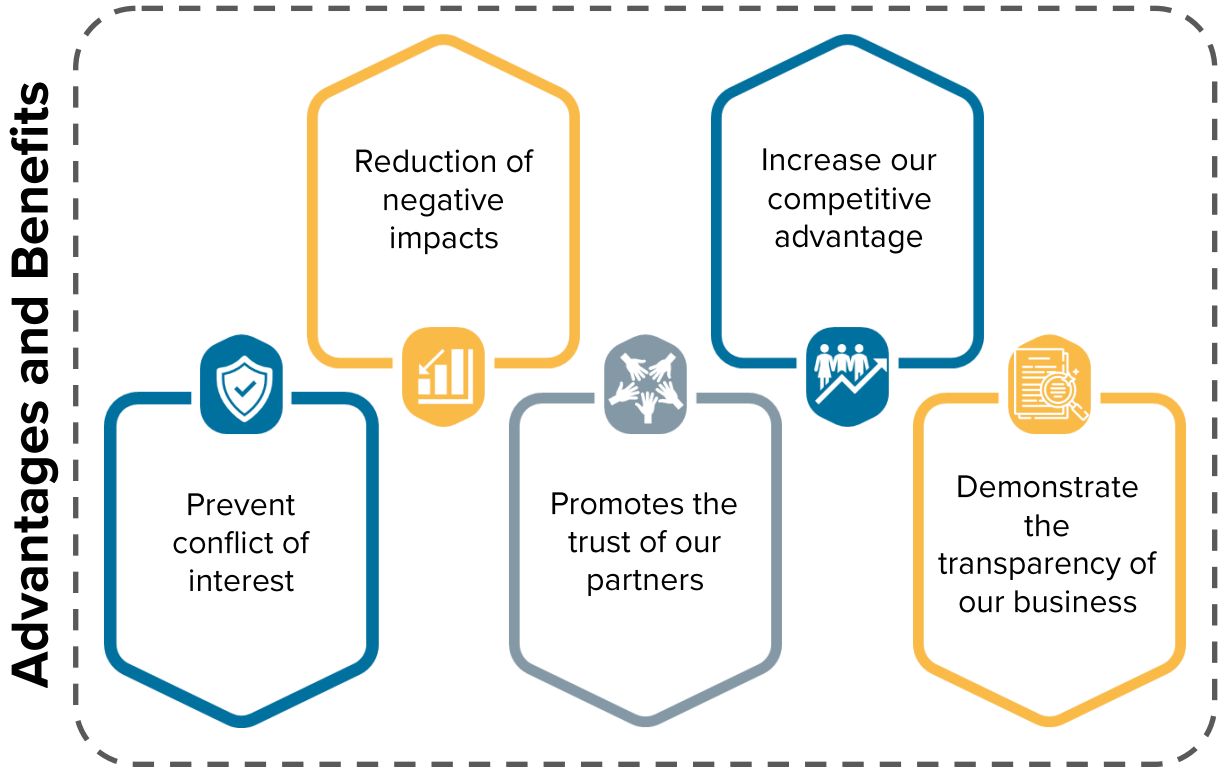 Advantages and Benefits
Prevent
conflict of
interest
Reduction of
negative
impacts
Promotes the
trust of our
partners
Increase our
competitive
advantage
Demonstrate
the
transparency of
our business